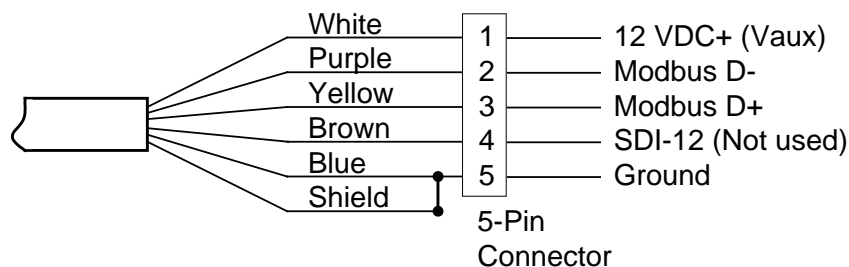 White 1 12 VDC+ (Vaux)
Purple 2 Modbus D-
Yellow 3 Modbus D+
Brown 4 SDI-12 (Not used)
Blue 5 Ground
Shield
5-Pin
Connector